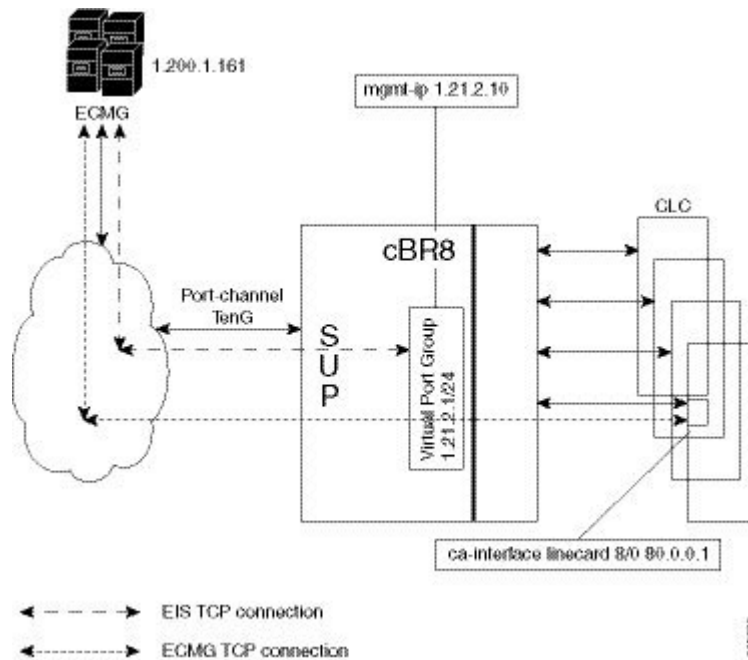 1.200.1.161
ECMG
mgmt-ip 1.21.2.10
CLC
cBR8
Port-channel
TenG
SUP
Virtual Port Group
1.21.2.1/24
ca-interface linecard 8/0 80.0.0.1
EIS TCP connection
ECMG TCP connection